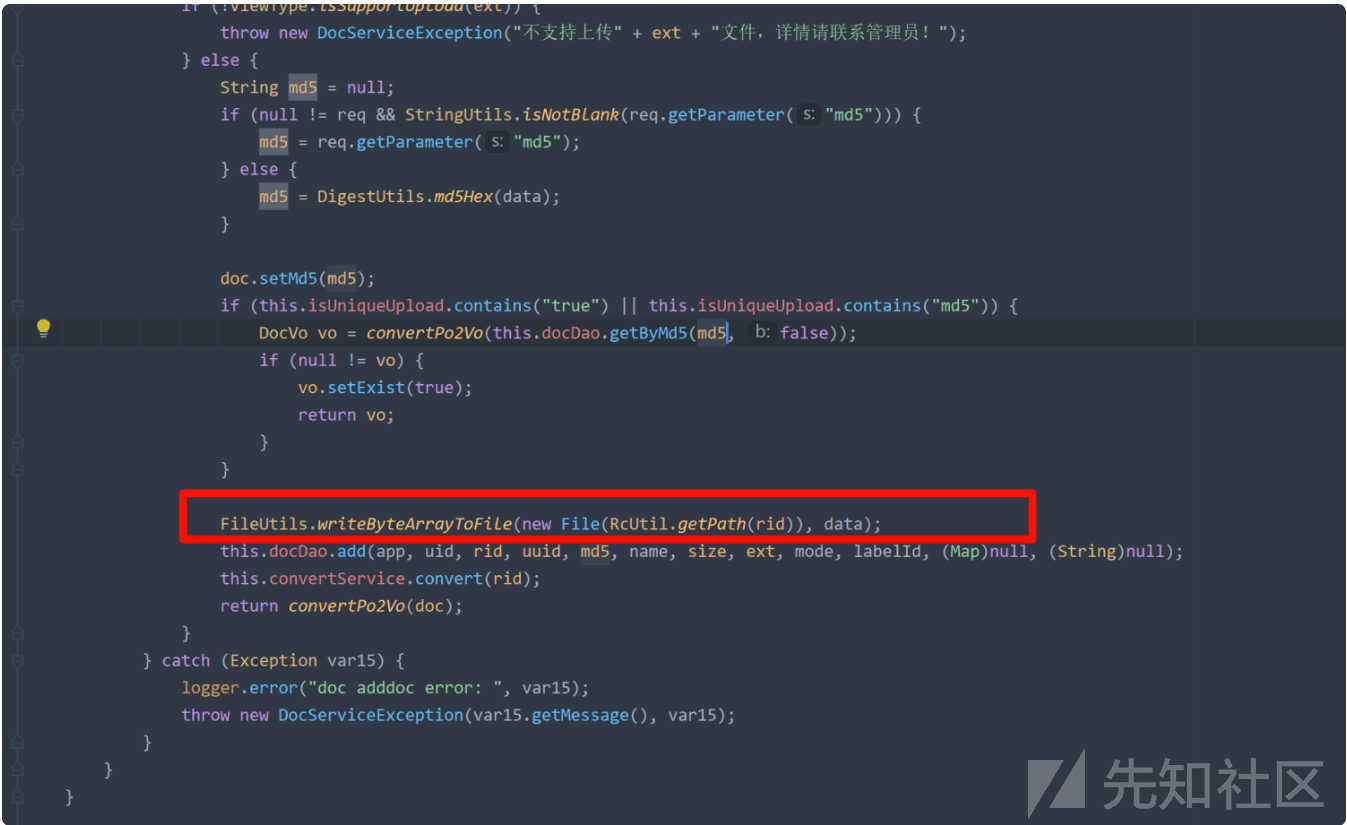 if (!ViewType.isSupportUpload(ext)) {
throw new DocServiceException("不支持上传" + ext + "文件，详情请联系管理员！");
} else {
String md5 = null;
if (null != req && StringUtils.isNotBlank(req.getParameter( s: "md5"))) {
md5 = req.getParameter( s: "md5");
} else {
md5 = DigestUtils.md5Hex(data);
}
doc.setMd5(md5);
if (this.isUniqueUpload.contains("true") || this.isUniqueUpload.contains("md5")) {
DocVo vo = convertPo2Vo(this.docDao.getByMd5(md5, b: false));
if (null != vo) {
vo.setExist(true);
return vo;
}
}
FileUtils.writeByteArrayToFile(new File(RcUtil.getPath(rid)), data);
this.docDao.add(app, uid, rid, uuid, md5, name, size, ext, mode, labelId, (Map)null, (String)null);
this.convertService.convert(rid);
return convertPo2Vo(doc);
}
} catch (Exception var15) {
logger.error("doc adddoc error: ", var15);
throw new DocServiceException(var15.getMessage(), var15);
}
}
}
先知社区